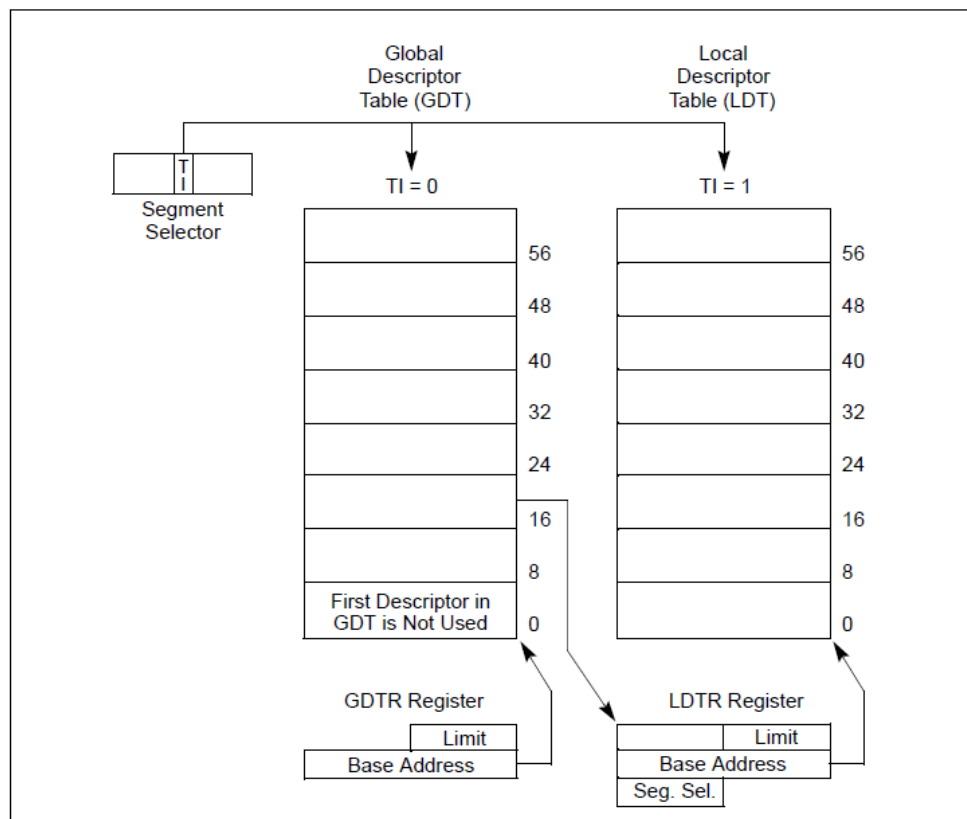 Global
Descriptor
Table (GDT)
Local
Descriptor
Table (LDT)
T
I
Segment
Selector
TI = 0
TI = 1
56
48
40
32
24
16
8
0
First Descriptor in
GDT is Not Used
56
48
40
32
24
16
8
0
GDTR Register
Limit
Base Address
LDTR Register
Limit
Base Address
Seg. Sel.